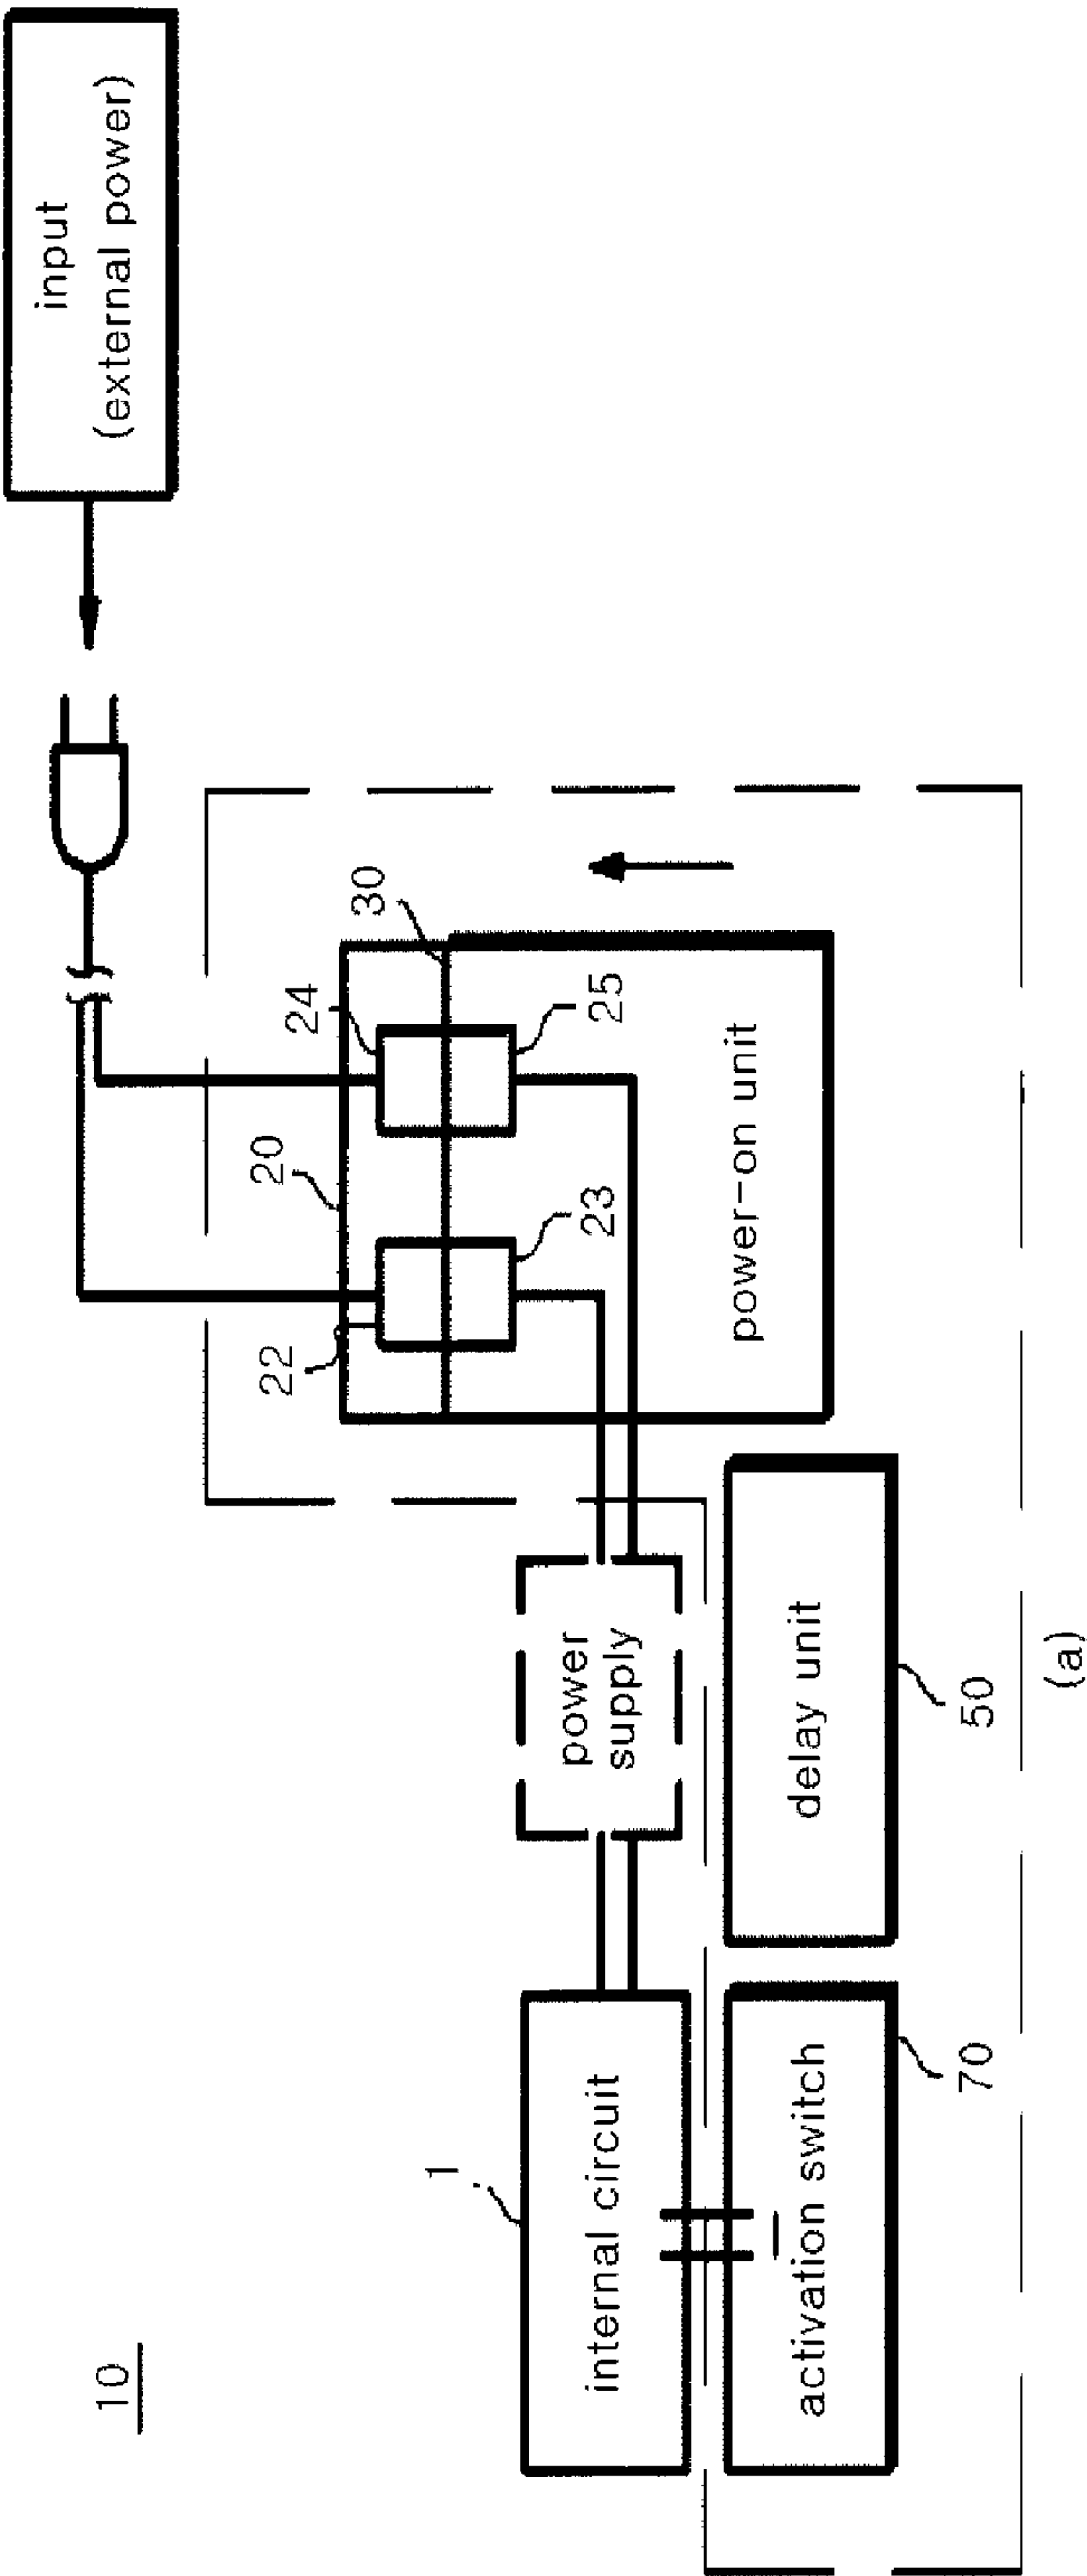 10
input
(external power)
1
internal circuit
power
supply
22
20
24
30
23
25
power-on unit
activation switch
70
delay unit
50
(a)